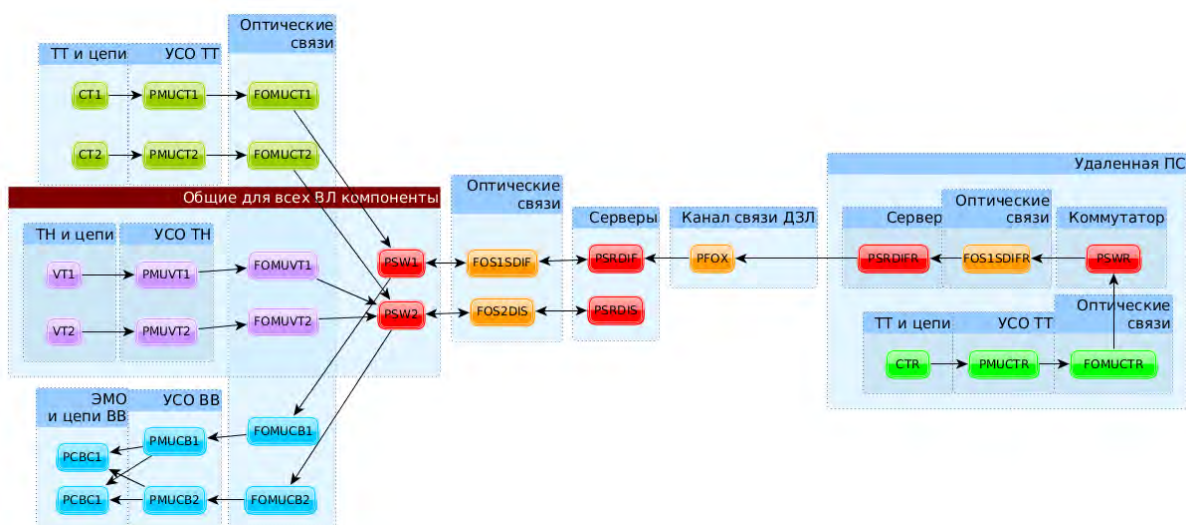 Оптические
связи
ТТ и цепи
УСО ТТ
CT1
PMUCT1
FOMUCT1
CT2
PMUCT2
FOMUCT2
Общие для всех ВЛ компоненты
ТН и цепи
УСО ТН
VT1
PMUVT1
FOMUVT1
VT2
PMUVT2
FOMUVT2
PSW1
PSW2
ЭМО
и цепи ВВ
УСО ВВ
PCBC1
PMUCB1
FOMUCB1
PCBC1
PMUCB2
FOMUCB2
Оптические
связи
FOS1SDIF
FOS2DIS
Серверы
PSRDIF
PSRDIS
Канал связи ДЗЛ
PFOX
Удаленная ПС
Сервер
PSRDIFR
Оптические
связи
FOS1SDIFR
Коммутатор
PSWR
ТТ и цепи
УСО ТТ
Оптические
связи
CTR
PMUCTR
FOMUCTR